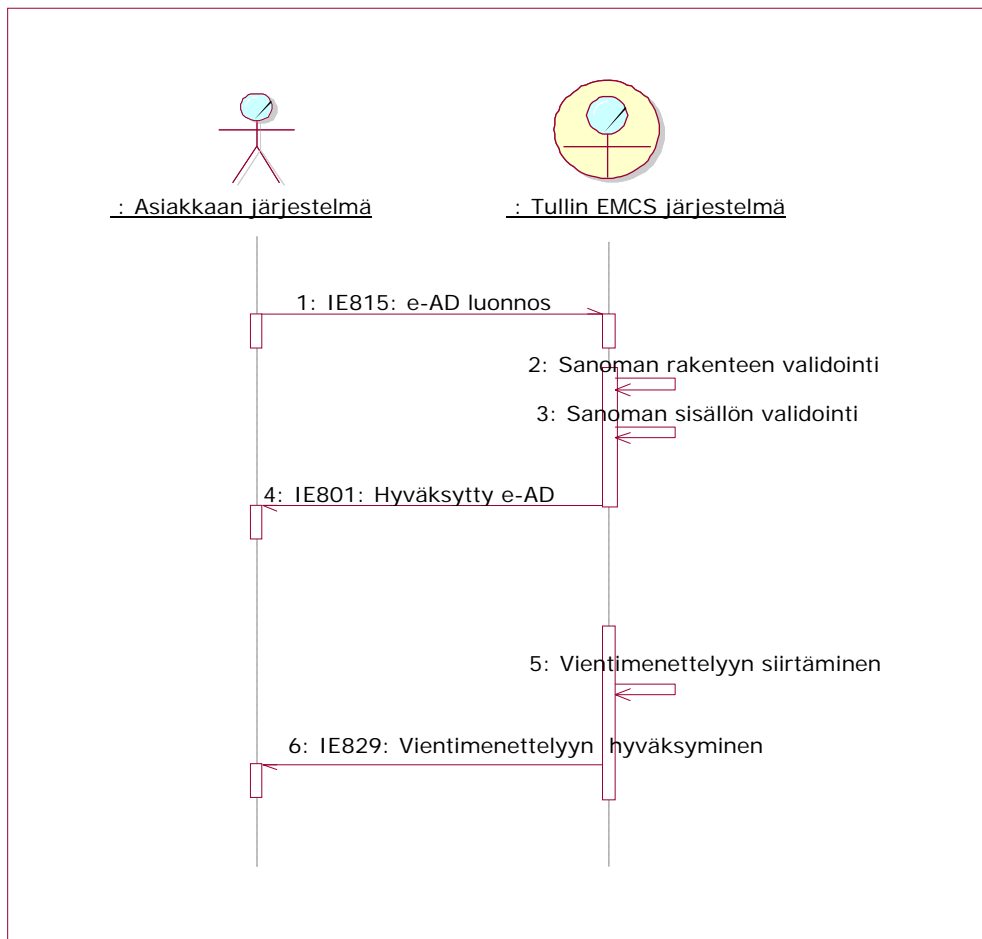 : Asiakkaan järjestelmä
: Tullin EMCS järjestelmä
1: IE815: e-AD luonnos
2: Sanoman rakenteen validointi
3: Sanoman sisällön validointi
4: IE801: Hyväksytty e-AD
5: Vientimenettelyyn siirtäminen
6: IE829: Vientimenettelyyn hyväksyminen